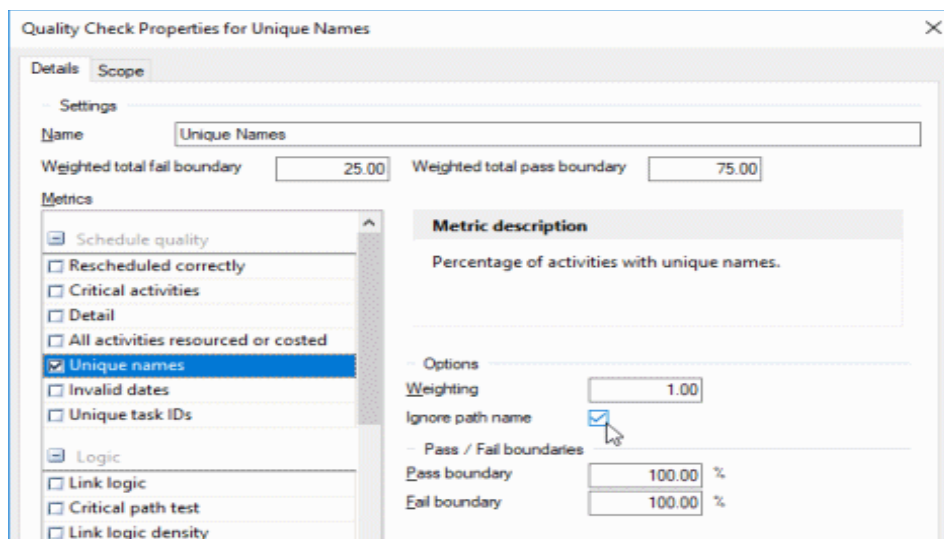 Quality Check Properties for Unique Names
Details Scope
Settings
Name Unique Names
Weighted total fail boundary 25.00 Weighted total pass boundary 75.00
Metrics
Schedule quality
Rescheduled correctly
Critical activities
Detail
All activities resourced or costed
Unique names
Invalid dates
Unique task IDs
Logic
Link logic
Critical path test
Link logic density
Metric description
Percentage of activities with unique names.
Options
Weighting 1.00
Ignore path name
Pass / Fail boundaries
Pass boundary 100.00 %
Fail boundary 100.00 %